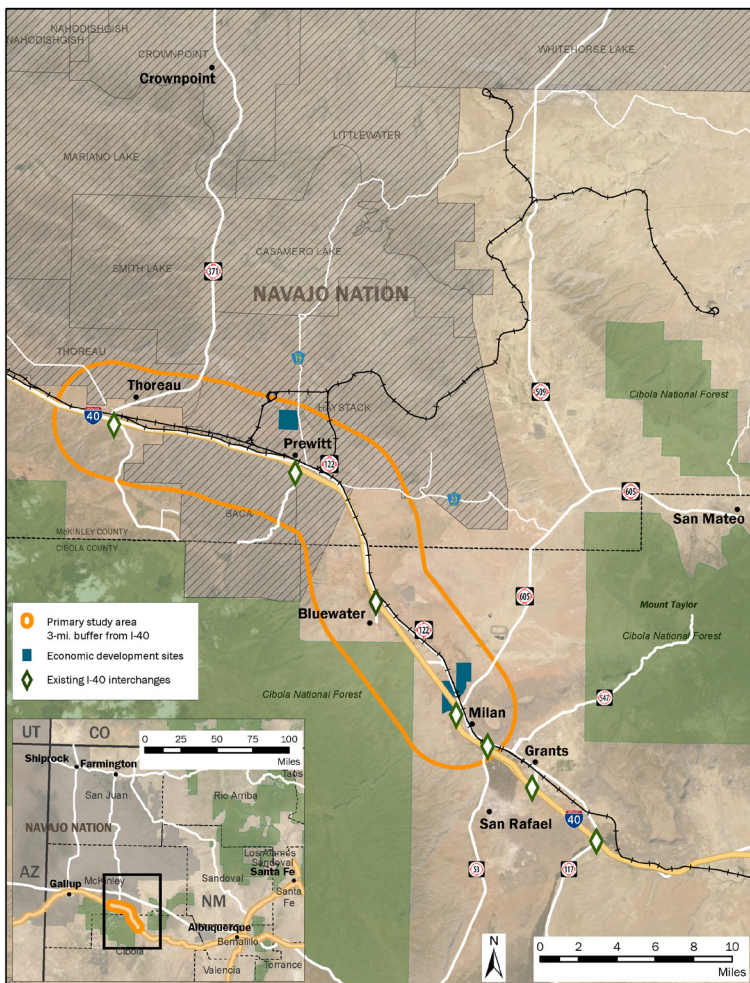 NAHODISHGISH
NAHODISHGISH
CROWNPOINT
Crownpoint
WHITEHORSE LAKE
LITTLEWATER
MARIANO LAKE
CASAMERO LAKE
SMITH LAKE
371
NAVAJO NATION
THOREAU
15
Thoreau
Cibola National Forest
509
40
HAYSTACK
Prewitt
122
605
23
San Mateo
BACA
McKINLEY COUNTY
CIBOLA COUNTY
605
Mount Taylor
Bluewater
122
Cibola National Forest
Primary study area
3-mi. buffer from I-40
Economic development sites
Existing I-40 interchanges
Cibola National Forest
547
Milan
Grants
San Rafael
40
53
117
UT
CO
0 25 50 75 100
Miles
Shiprock
Farmington
Tabs
San Juan
Rio Arriba
NAVAJO NATION
Los Alamos
Sandoval
AZ
Santa Fe
Gallup
McKinley
Sandoval
Santa
Fe
NM
Albuquerque
Bernalillo
Cibola
Torrance
Valencia
N
0 2 4 6 8 10
Miles